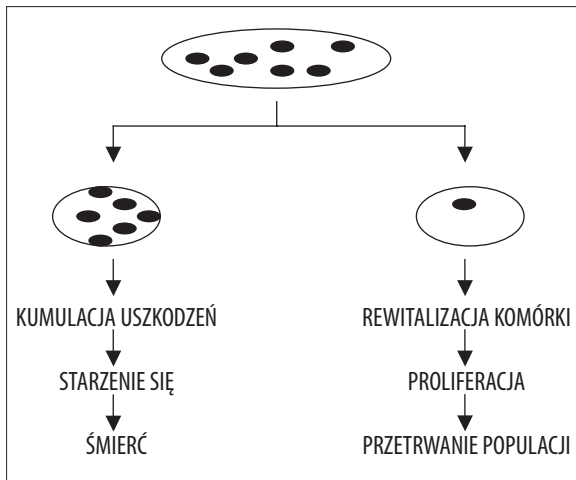 KUMULACJA USZKODZEŃ
STARZENIE SIĘ
ŚMIERĆ
REWITALIZACJA KOMÓRKI
PROLIFERACJA
PRZETRWANIE POPULACJI